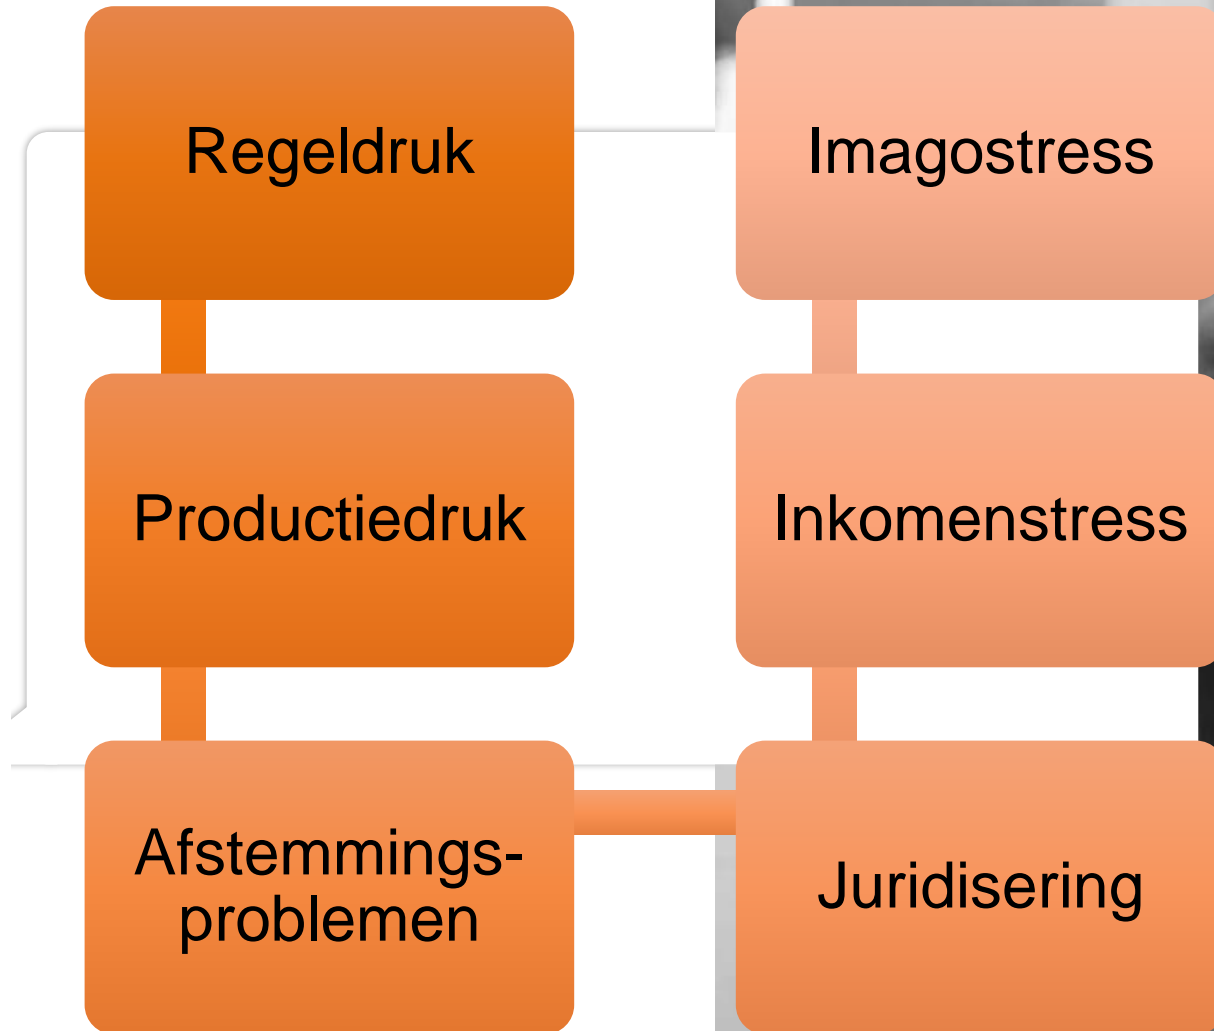 Regeldruk
Productiedruk
Afstemmings-
problemen
Juridisering
Inkomenstress
Imagostress